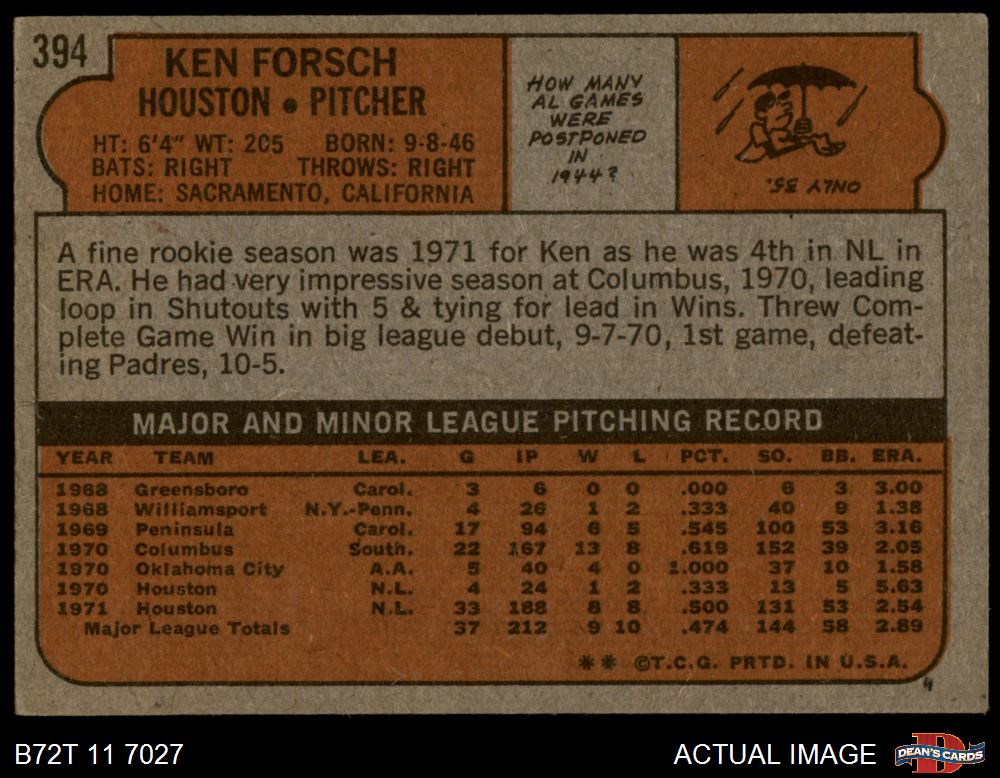 394
KEN FORSCH
HOUSTON • PITCHER
HT: 6'4" WT: 205 BORN: 9-8-46
BATS: RIGHT THROWS: RIGHT
HOME: SACRAMENTO, CALIFORNIA
HOW MANY
AL GAMES
WERE
POSTPONED
IN
1944?
ONLY 35.
A fine rookie season was 1971 for Ken as he was 4th in NL in
ERA. He had very impressive season at Columbus, 1970, leading
loop in Shutouts with 5 & tying for lead in Wins. Threw Com-
plete Game Win in big league debut, 9-7-70, 1st game, defeat-
ing Padres, 10-5.
MAJOR AND MINOR LEAGUE PITCHING RECORD
YEAR TEAM LEA. G IP W L PCT. SO. BB. ERA.
1968 Greensboro Carol. 3 6 0 0 .000 6 3 3.00
1968 Williamsport N.Y.-Penn. 4 26 1 2 .333 40 9 1.38
1969 Peninsula Carol. 17 94 6 5 .545 100 53 3.16
1970 Columbus South. 22 167 13 8 .619 152 39 2.05
1970 Oklahoma City A.A. 5 40 4 0 1.000 37 10 1.58
1970 Houston N.L. 4 24 1 2 .333 13 5 5.63
1971 Houston N.L. 33 188 8 8 .500 131 53 2.54
Major League Totals 37 212 9 10 .474 144 58 2.89
** ©T.C.G. PRTD. IN U.S.A.
B72T 11 7027
ACTUAL IMAGE
DEAN'S CARDS